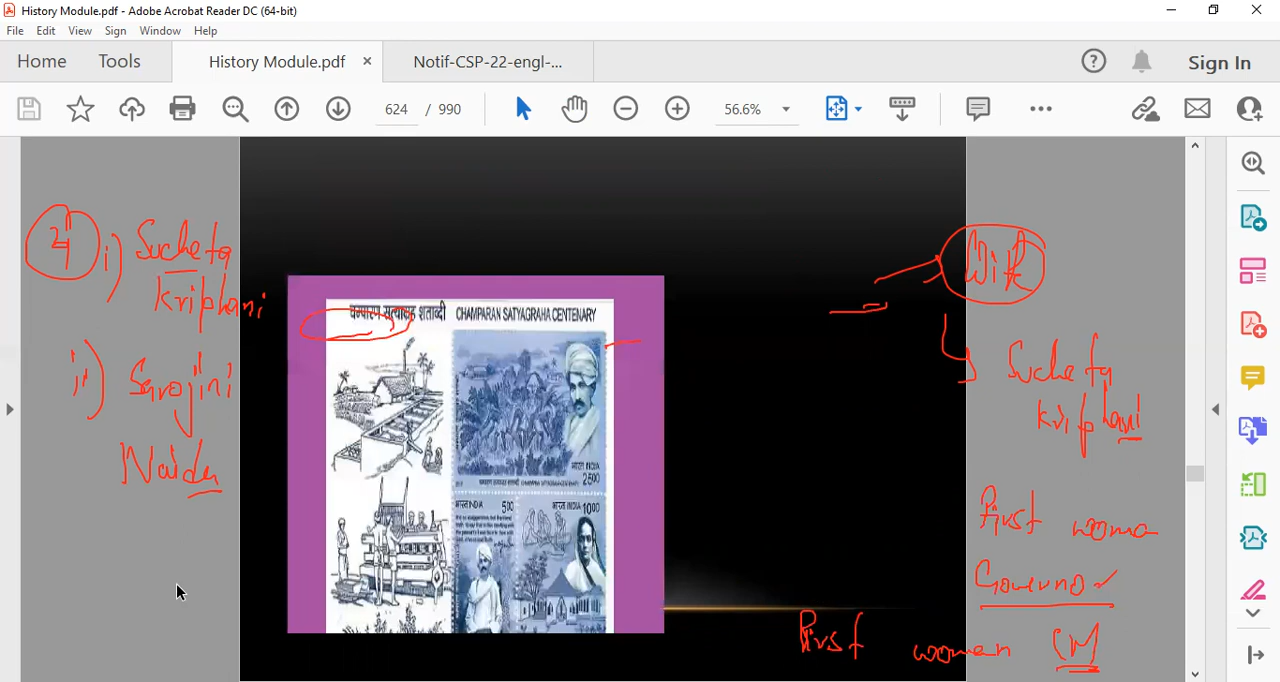 History Module.pdf - Adobe Acrobat Reader DC (64-bit)
File Edit View Sign Window Help
Home Tools History Module.pdf × Notif-CSP-22-engl-... Sign In
624 / 990 56.6%
i) Sucheta
Kriplani
ii) Sarojini
Naidu
चम्पारण सत्याग्रह शताब्दी CHAMPARAN SATYAGRAHA CENTENARY
भारत INDIA
2500
भारत INDIA
500
भारत INDIA
1000
Wife
Sucheta
Kriplani
First woman
Governor
First woman CM